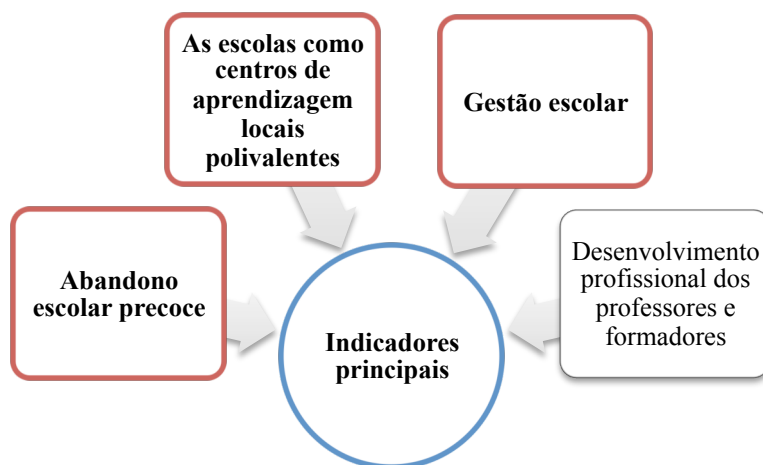 As escolas como
centros de
aprendizagem
locais
polivalentes
Gestão escolar
Abandono
escolar precoce
Indicadores
principais
Desenvolvimento
profissional dos
professores e
formadores